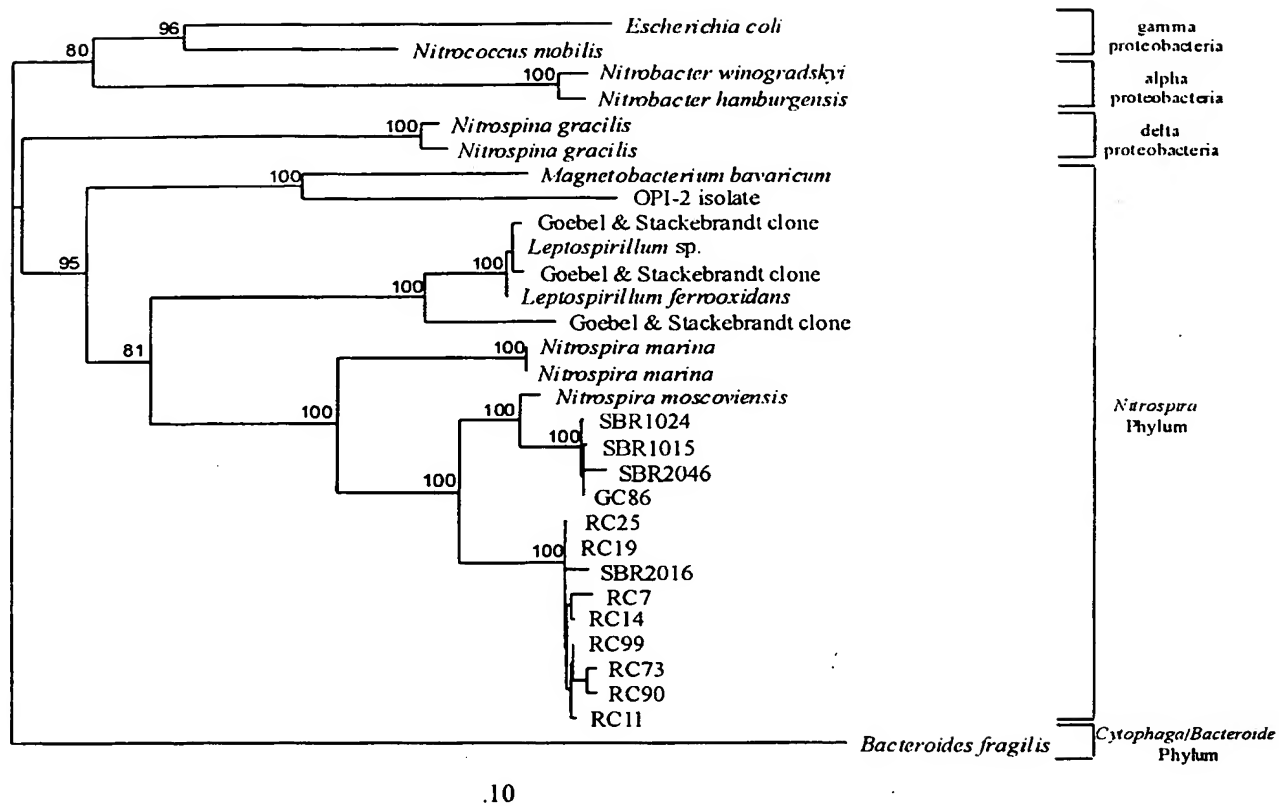 Escherichia coli
96
gamma
proteobacteria
80
Nitrococcus mobilis
100
Nitrobacter winogradskyi
alpha
proteobacteria
Nitrobacter hamburgensis
100
Nitrospina gracilis
delta
proteobacteria
Nitrospina gracilis
100
Magnetobacterium bavaricum
OPI-2 isolate
Goebel & Stackebrandt clone
Leptospirillum sp.
95
100
Goebel & Stackebrandt clone
100
Leptospirillum ferrooxidans
Goebel & Stackebrandt clone
81
100
Nitrospira marina
Nitrospira marina
Nitrospira moscoviensis
Nitrospira
Phylum
100
100
SBR1024
100
SBR1015
SBR2046
100
GC86
RC25
100
RC19
SBR2016
RC7
RC14
RC99
RC73
RC90
RC11
Bacteroides fragilis
Cytophaga/Bacteroide
Phylum
.10